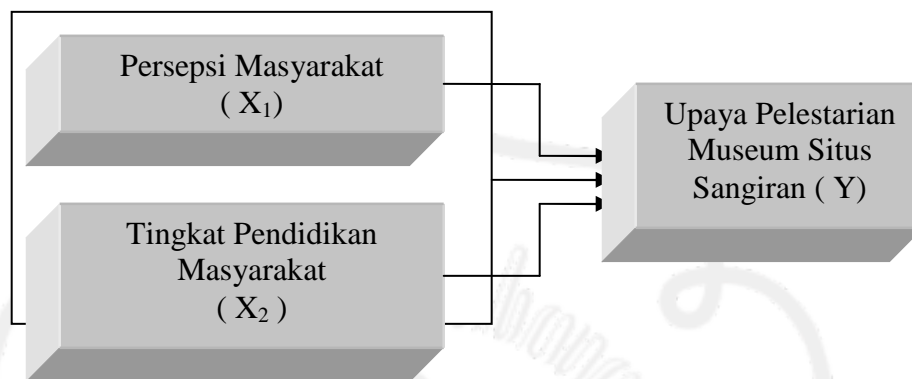 Persepsi Masyarakat
( X₁)
Tingkat Pendidikan
Masyarakat
( X₂ )
Upaya Pelestarian
Museum Situs
Sangiran ( Y)